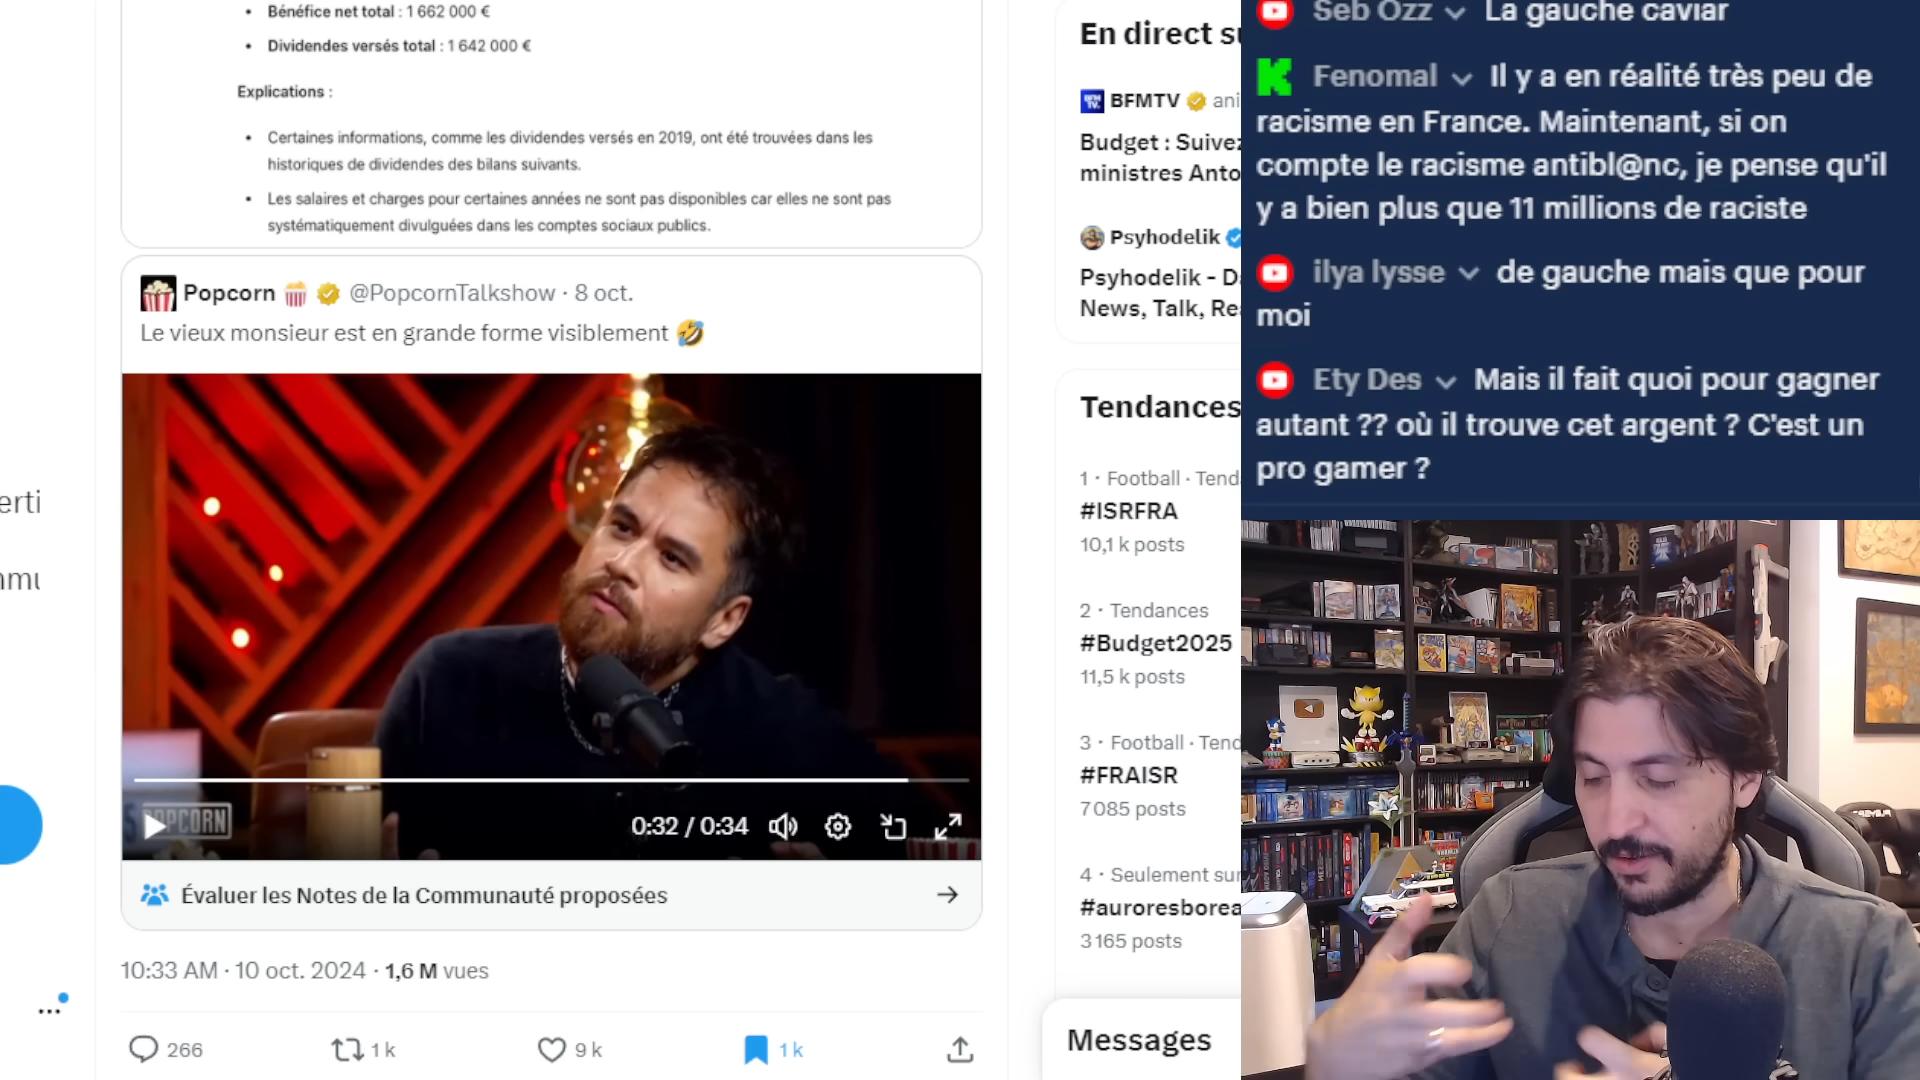 • Bénéfice net total : 1 662 000 €
• Dividendes versés total : 1 642 000 €
Explications :
• Certaines informations, comme les dividendes versés en 2019, ont été trouvées dans les
historiques de dividendes des bilans suivants.
• Les salaires et charges pour certaines années ne sont pas disponibles car elles ne sont pas
systématiquement divulguées dans les comptes sociaux publics.
Popcorn @PopcornTalkshow · 8 oct.
Le vieux monsieur est en grande forme visiblement 🤣
POPCORN
0:32 / 0:34
Évaluer les Notes de la Communauté proposées
10:33 AM · 10 oct. 2024 · 1,6 M vues
266
1 k
9 k
1 k
erti
mmu
En direct su
BFMTV ani
Budget : Suivez
ministres Anto
Psyhodelik
Psyhodelik - D
News, Talk, Re
Tendances
1 · Football · Tend
#ISRFRA
10,1 k posts
2 · Tendances
#Budget2025
11,5 k posts
3 · Football · Tend
#FRAISR
7 085 posts
4 · Seulement sur
#auroresborea
3 165 posts
Messages
Seb Ozz La gauche caviar
Fenomal Il y a en réalité très peu de
racisme en France. Maintenant, si on
compte le racisme antibl@nc, je pense qu'il
y a bien plus que 11 millions de raciste
ilya lysse de gauche mais que pour
moi
Ety Des Mais il fait quoi pour gagner
autant ?? où il trouve cet argent ? C'est un
pro gamer ?